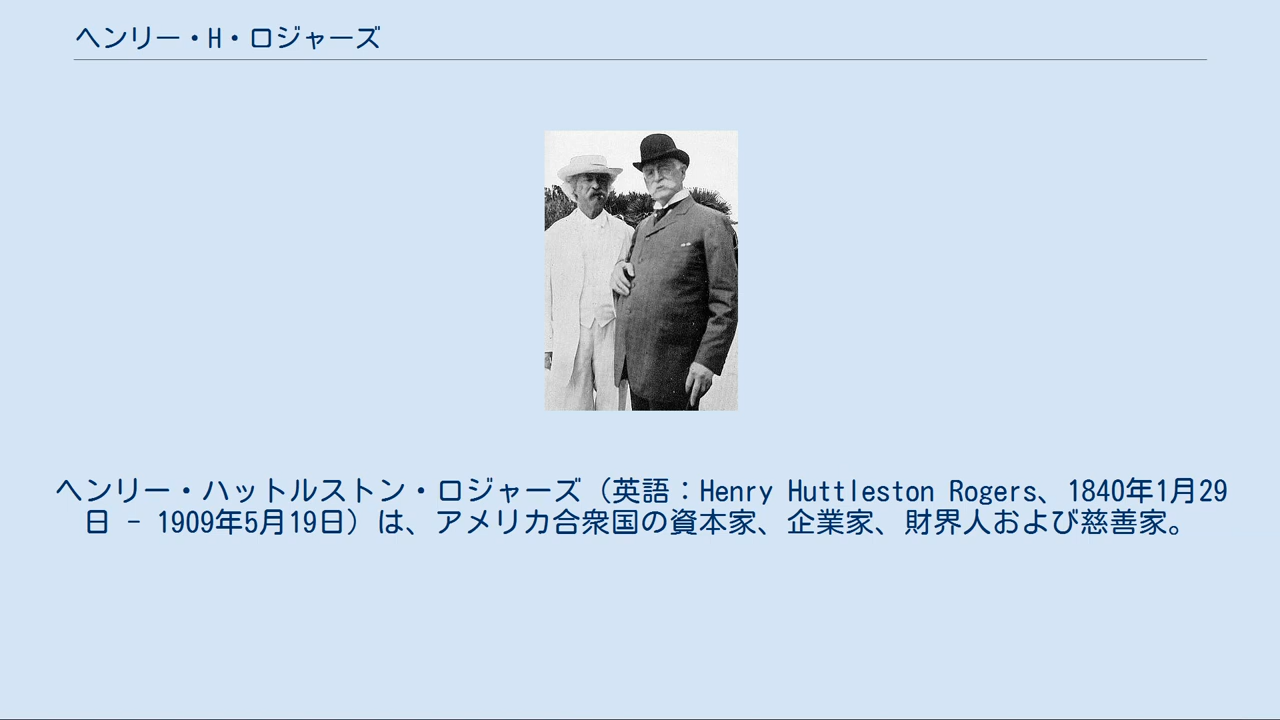 ヘンリー・H・ロジャーズ
ヘンリー・ハットルストン・ロジャーズ（英語：Henry Huttleston Rogers、1840年1月29
日 - 1909年5月19日）は、アメリカ合衆国の資本家、企業家、財界人および慈善家。